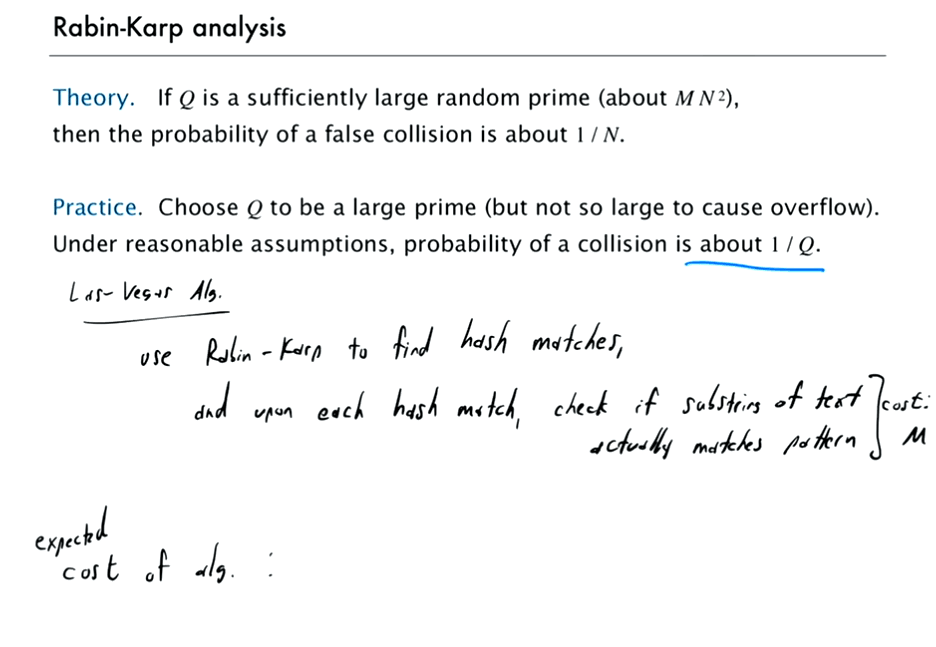 Rabin-Karp analysis
Theory. If Q is a sufficiently large random prime (about M N²),
then the probability of a false collision is about 1 / N.
Practice. Choose Q to be a large prime (but not so large to cause overflow).
Under reasonable assumptions, probability of a collision is about 1 / Q.
Las-Vegas Alg.
use Rabin-Karp to find hash matches,
and upon each hash match, check if substring of text cost:
actually matches pattern M
expected
cost of alg. :